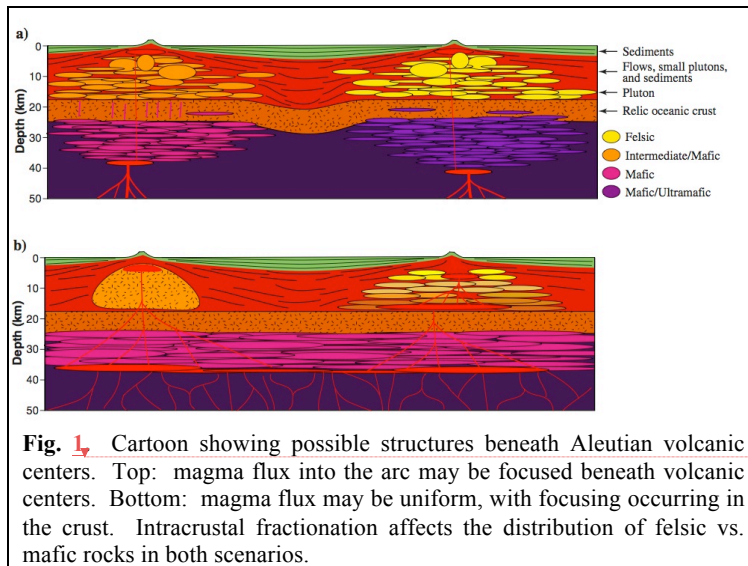 a)
0
10
20
30
40
50
Depth (km)
Sediments
Flows, small plutons,
and sediments
Pluton
Relic oceanic crust
Felsic
Intermediate/Mafic
Mafic
Mafic/Ultramafic
b)
0
10
20
30
40
50
Depth (km)
Fig. 1, Cartoon showing possible structures beneath Aleutian volcanic
centers. Top: magma flux into the arc may be focused beneath volcanic
centers. Bottom: magma flux may be uniform, with focusing occurring in
the crust. Intracrustal fractionation affects the distribution of felsic vs.
mafic rocks in both scenarios.